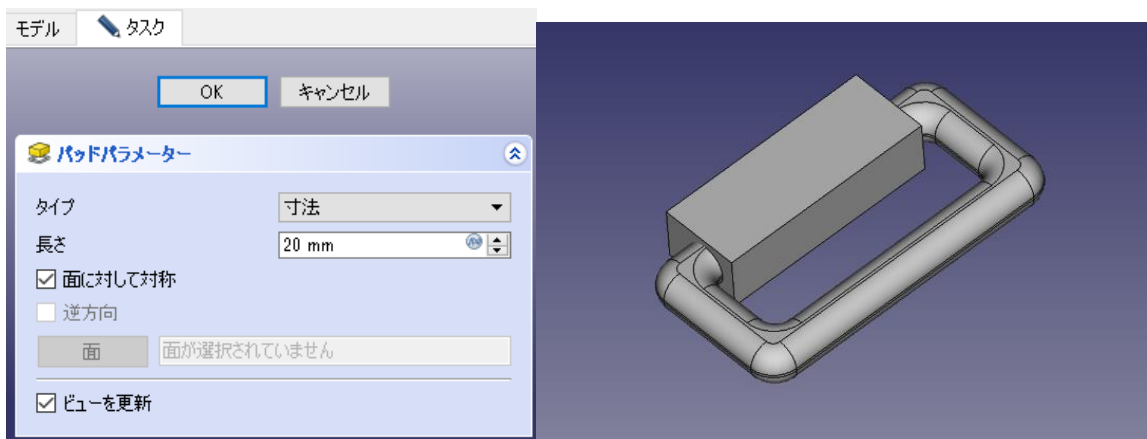 モデル タスク
OK キャンセル
パッドパラメーター
タイプ 寸法
長さ 20 mm
面に対して対称
逆方向
面 面が選択されていません
ビューを更新